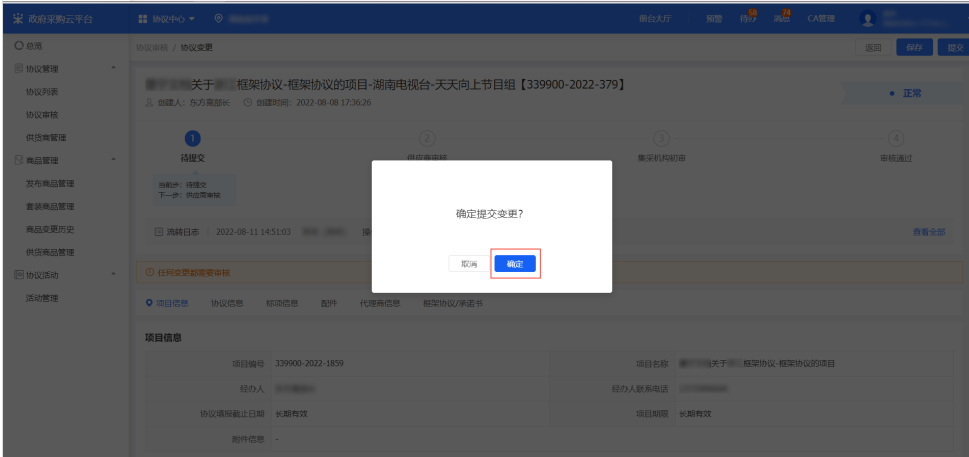 政府采购云平台
协议中心
前台大厅 预警 待办 消息 CA管理
总览
协议管理
协议列表
协议审核
供货商管理
商品管理
发布商品管理
套装商品管理
商品变更历史
供货商品管理
协议活动
活动管理
协议审核 / 协议变更
返回 保存 提交
关于 框架协议-框架协议的项目-湖南电视台-天天向上节目组【339900-2022-379】
创建人：东方需部长 创建时间：2022-08-08 17:36:26
正常
1 2 3 4
待提交 供应商审核 集采机构初审 审核通过
当前步：待提交
下一步：供应商审核
确定提交变更？
取消 确定
流转日志 2022-08-11 14:51:03 操
查看全部
任何变更都需要审核
项目信息 协议信息 标项信息 配件 代理商信息 框架协议/承诺书
项目信息
项目编号 339900-2022-1859 项目名称 关于 框架协议-框架协议的项目
经办人 经办人联系电话
协议填报截止日期 长期有效 项目期限 长期有效
附件信息 -